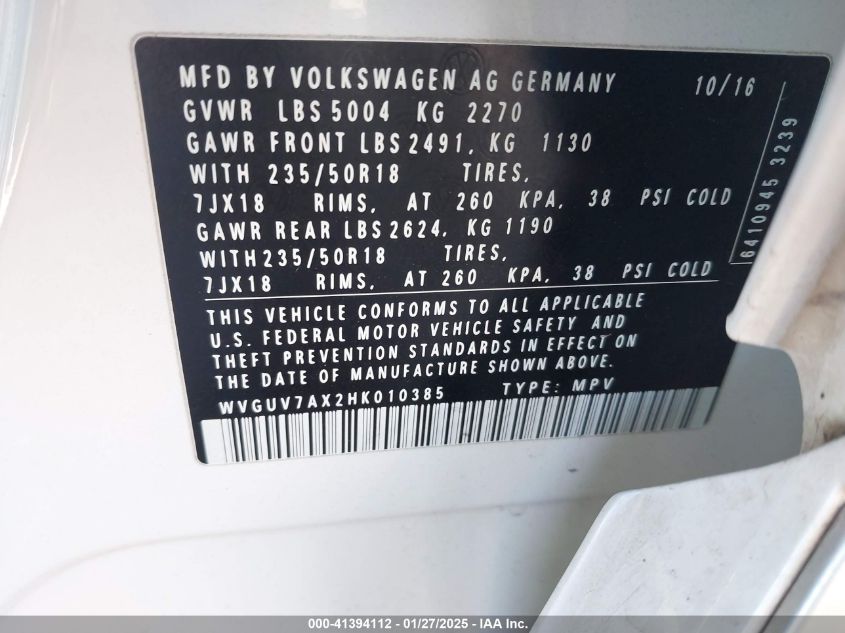 MFD BY VOLKSWAGEN AG GERMANY 10/16
GVWR LBS 5004 KG 2270
GAWR FRONT LBS 2491, KG 1130
WITH 235/50R18 TIRES,
7JX18 RIMS, AT 260 KPA, 38 PSI COLD
GAWR REAR LBS 2624, KG 1190
WITH 235/50R18 TIRES,
7JX18 RIMS, AT 260 KPA, 38 PSI COLD
THIS VEHICLE CONFORMS TO ALL APPLICABLE
U.S. FEDERAL MOTOR VEHICLE SAFETY AND
THEFT PREVENTION STANDARDS IN EFFECT ON
THE DATE OF MANUFACTURE SHOWN ABOVE.
WVGUV7AX2HK010385 TYPE: MPV
6410945 3239
000-41394112 - 01/27/2025 - IAA Inc.